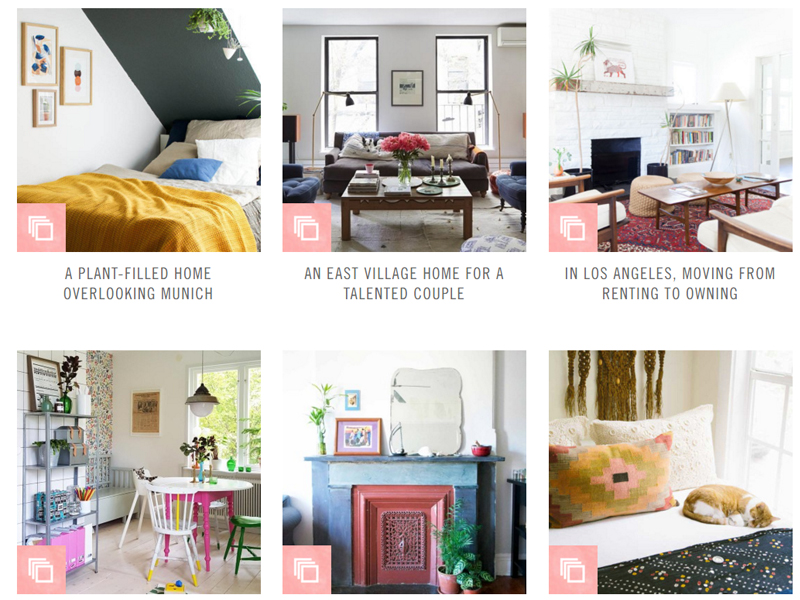 A PLANT-FILLED HOME
OVERLOOKING MUNICH
AN EAST VILLAGE HOME FOR A
TALENTED COUPLE
IN LOS ANGELES, MOVING FROM
RENTING TO OWNING